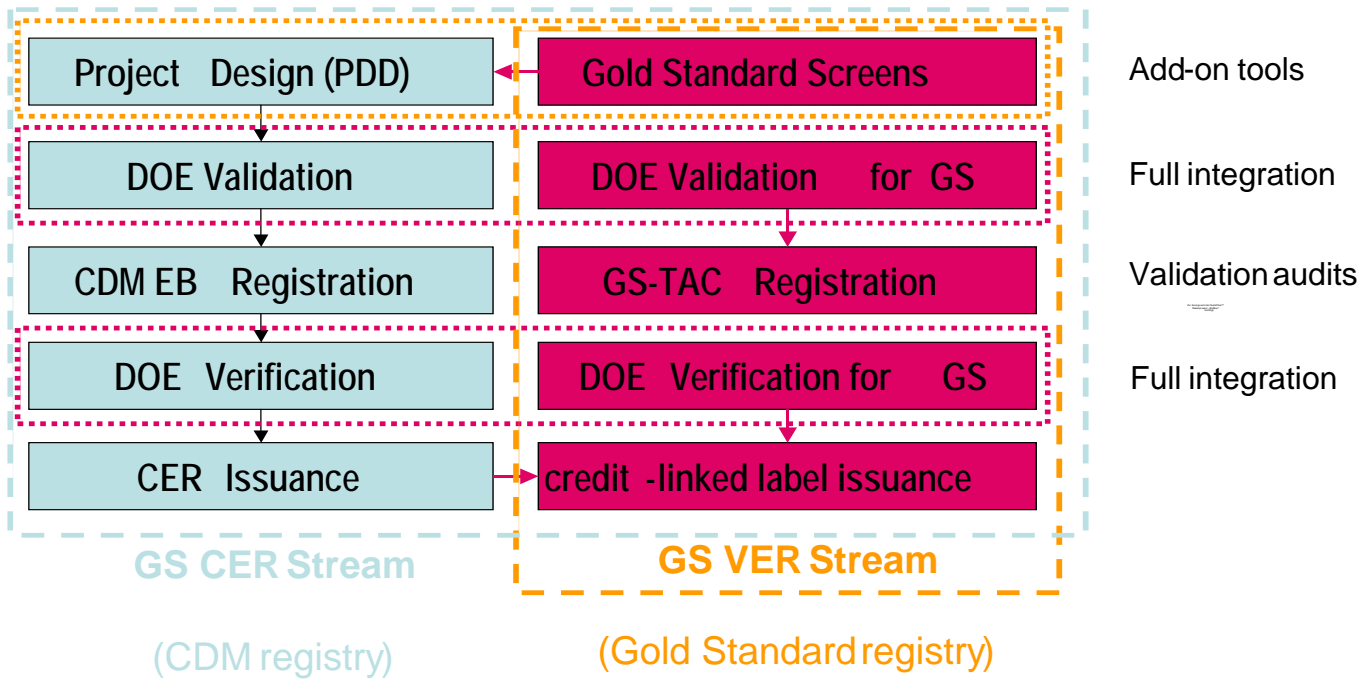 Project Design (PDD)
Gold Standard Screens
Add-on tools
DOE Validation
DOE Validation for GS
Full integration
CDM EB Registration
GS-TAC Registration
Validation audits
DOE Verification
DOE Verification for GS
Full integration
CER Issuance
credit -linked label issuance
GS CER Stream
GS VER Stream
(CDM registry)
(Gold Standard registry)